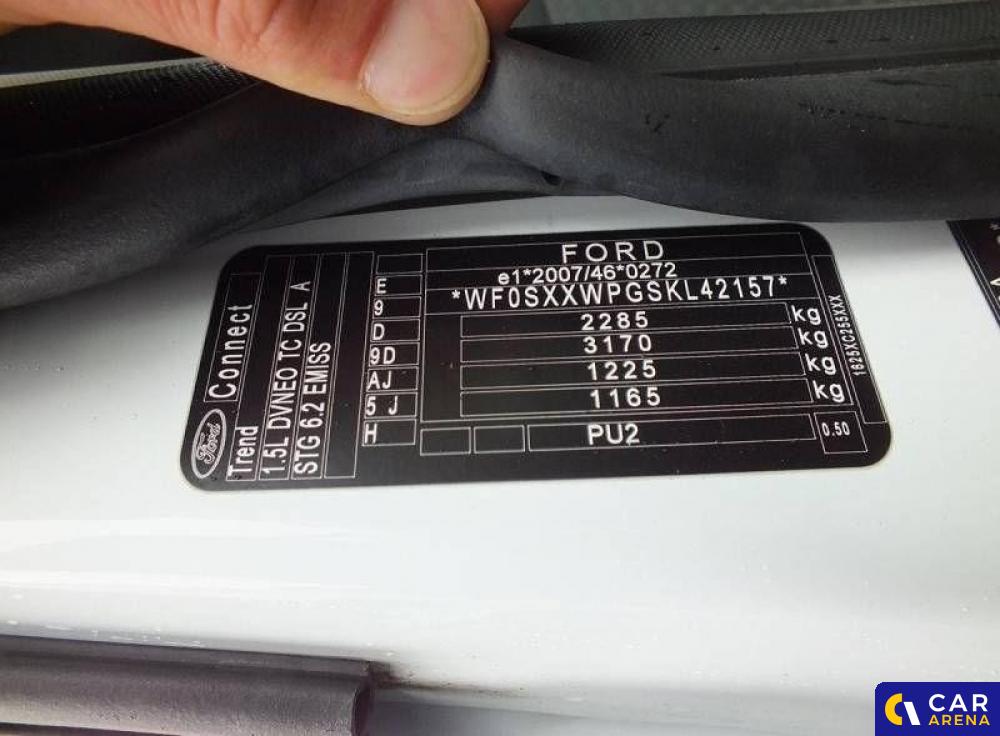 FORD
e1*2007/46*0272
*WF0SXXWPGSKL42157*
2285 kg
3170 kg
1225 kg
1165 kg
PU2
0.50
1625XC255XXX
E
9
D
9D
AJ
5 J
H
Ford
Connect
Trend
1.5L DVNEO TC DSL A
STG 6.2 EMISS
CAR
ARENA